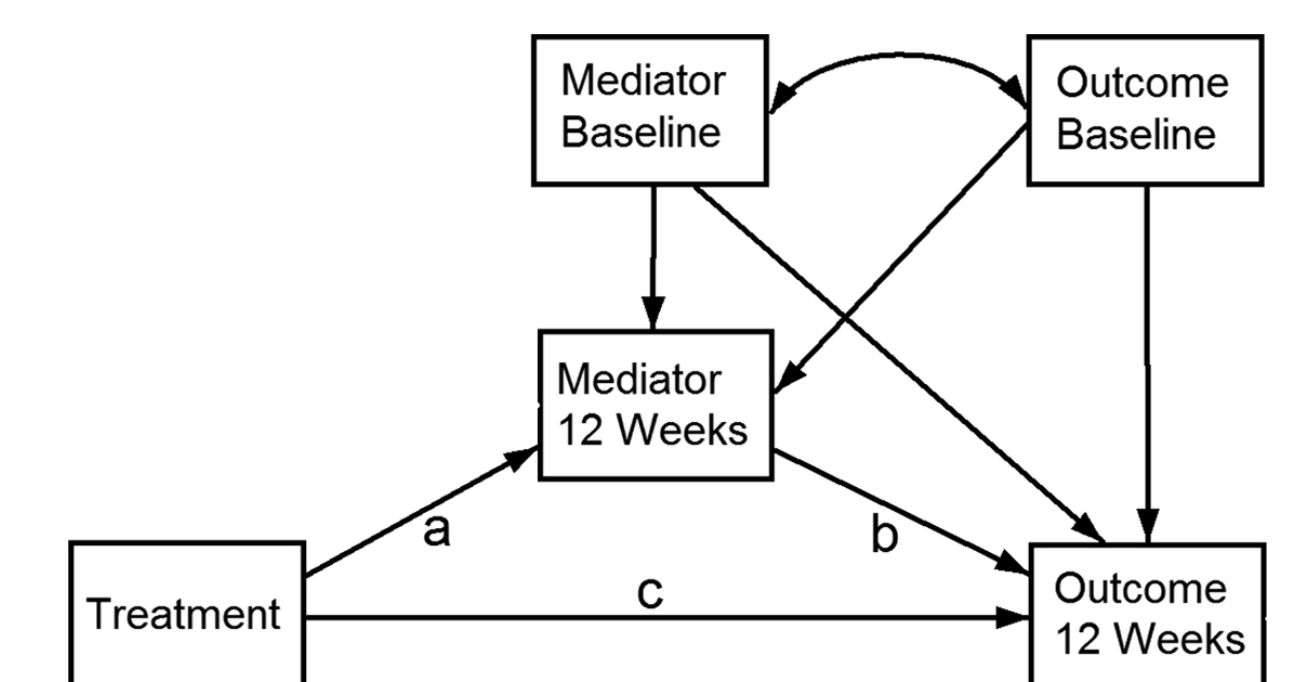 Mediator
Baseline
Outcome
Baseline
Mediator
12 Weeks
a
b
c
Treatment
Outcome
12 Weeks